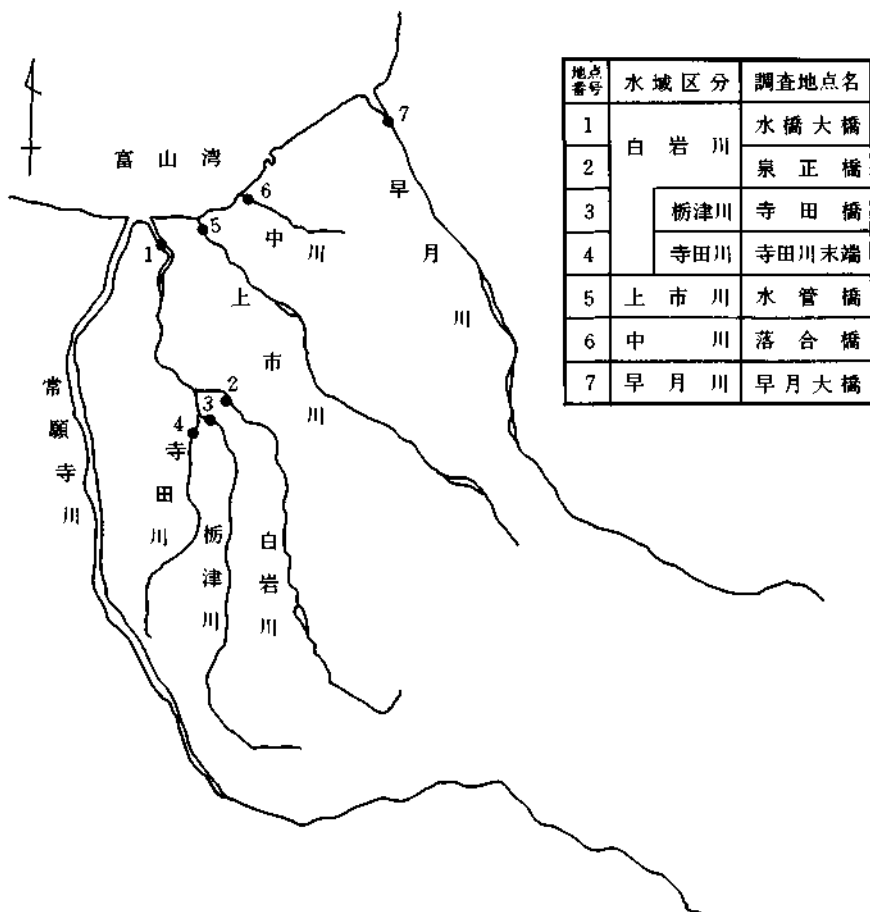 地点番号 水域区分 調査地点名
1 白岩川 水橋大橋
2 泉正橋
3 栃津川 寺田橋
4 寺田川 寺田川末端
5 上市川 水管橋
6 中川 落合橋
7 早月川 早月大橋
富山湾
7
6
5
1
早月川
中川
上市川
2
3
4
常願寺川
寺田川
栃津川
白岩川